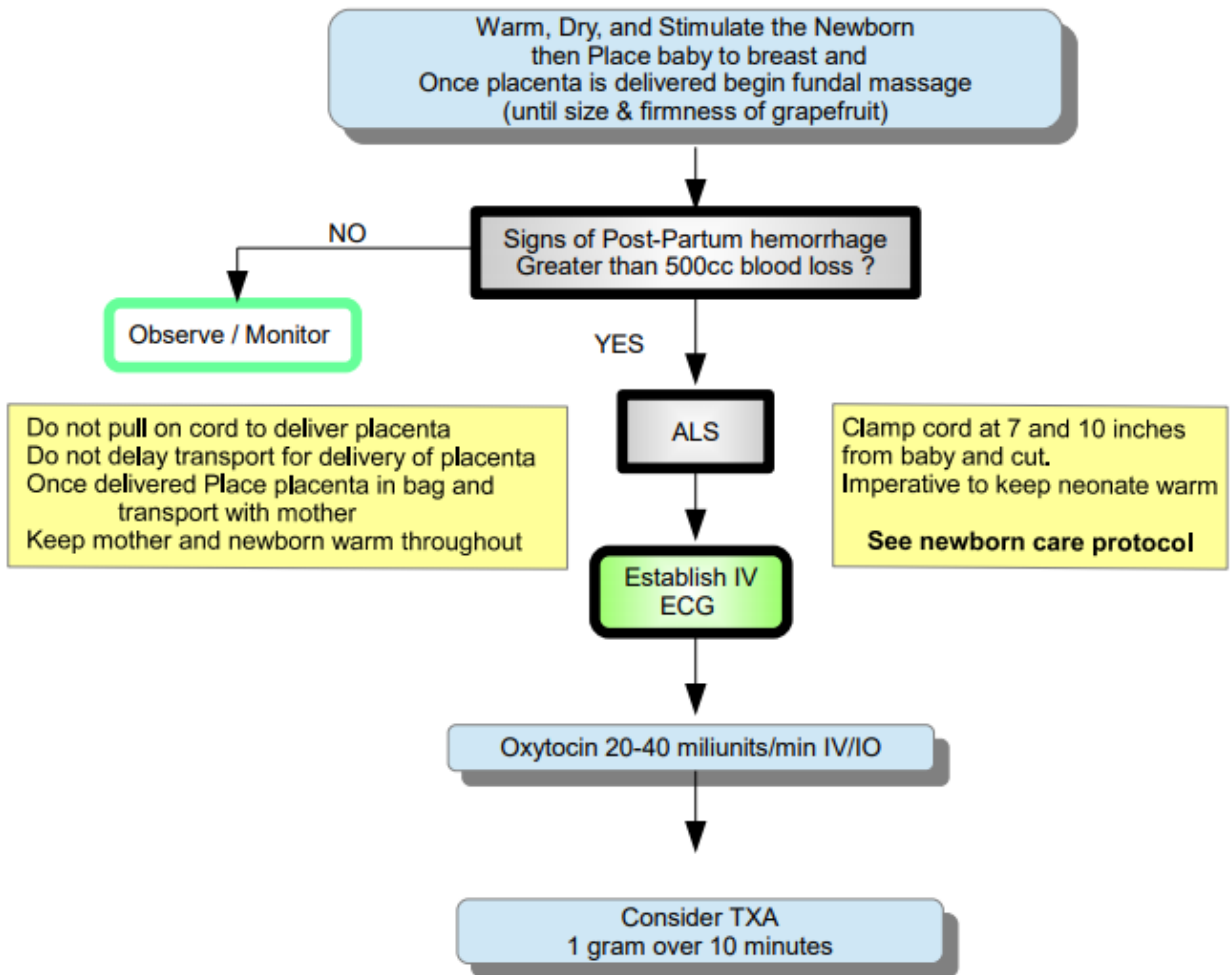 Warm, Dry, and Stimulate the Newborn
then Place baby to breast and
Once placenta is delivered begin fundal massage
(until size & firmness of grapefruit)
Signs of Post-Partum hemorrhage
Greater than 500cc blood loss ?
NO
Observe / Monitor
YES
Do not pull on cord to deliver placenta
Do not delay transport for delivery of placenta
Once delivered Place placenta in bag and
transport with mother
Keep mother and newborn warm throughout
ALS
Clamp cord at 7 and 10 inches
from baby and cut.
Imperative to keep neonate warm
See newborn care protocol
Establish IV
ECG
Oxytocin 20-40 miliunits/min IV/IO
Consider TXA
1 gram over 10 minutes